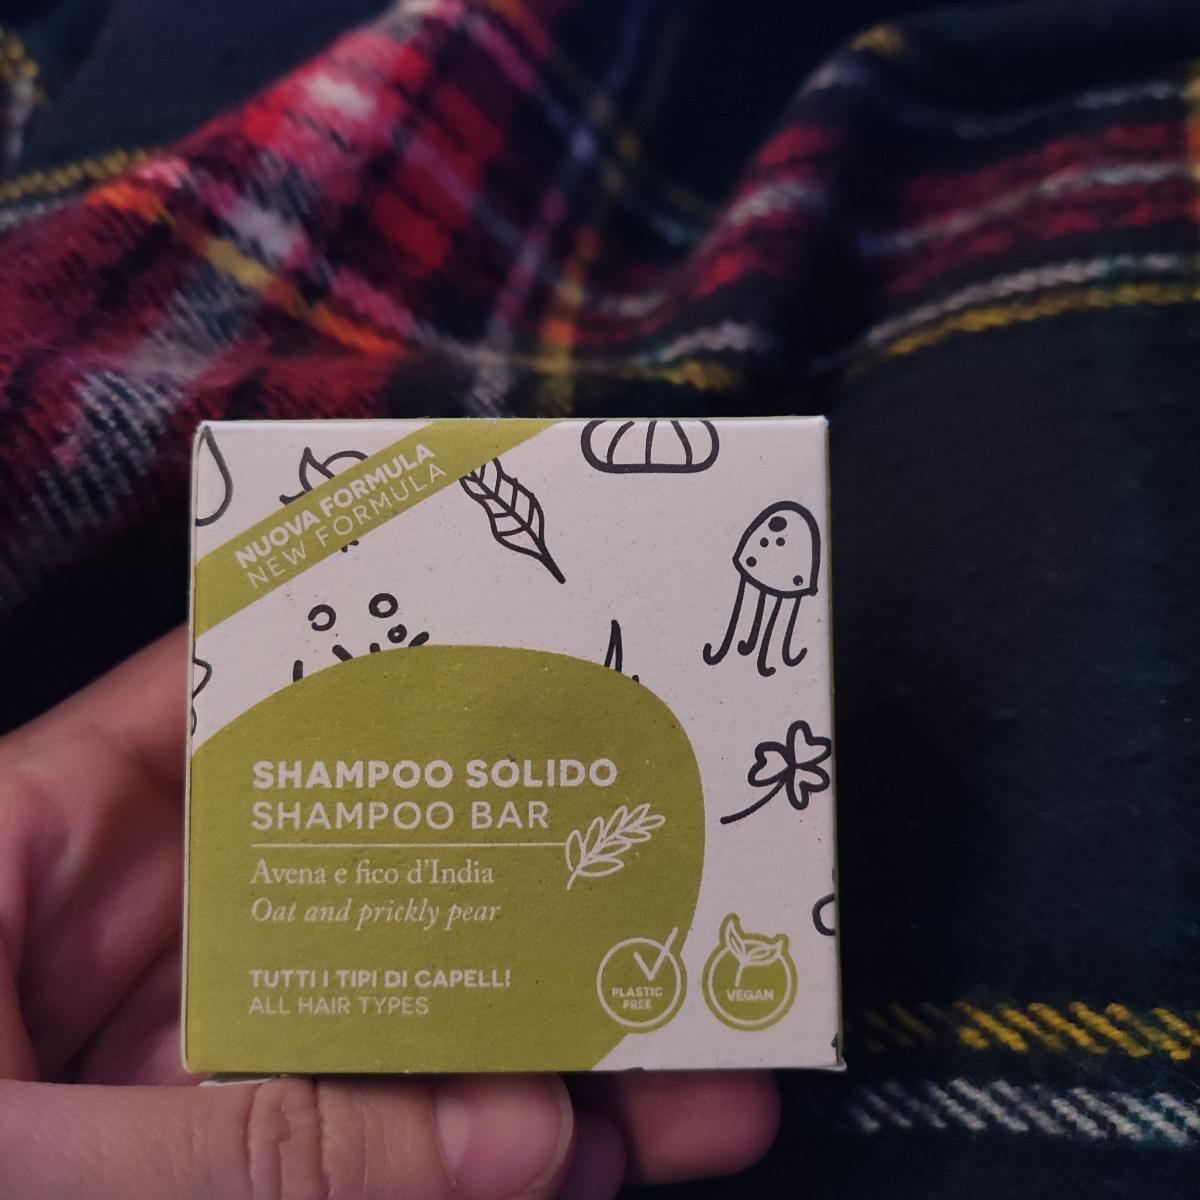 NUOVA FORMULA
NEW FORMULA
SHAMPOO SOLIDO
SHAMPOO BAR
Avena e fico d'India
Oat and prickly pear
TUTTI I TIPI DI CAPELLI
ALL HAIR TYPES
PLASTIC
FREE
VEGAN